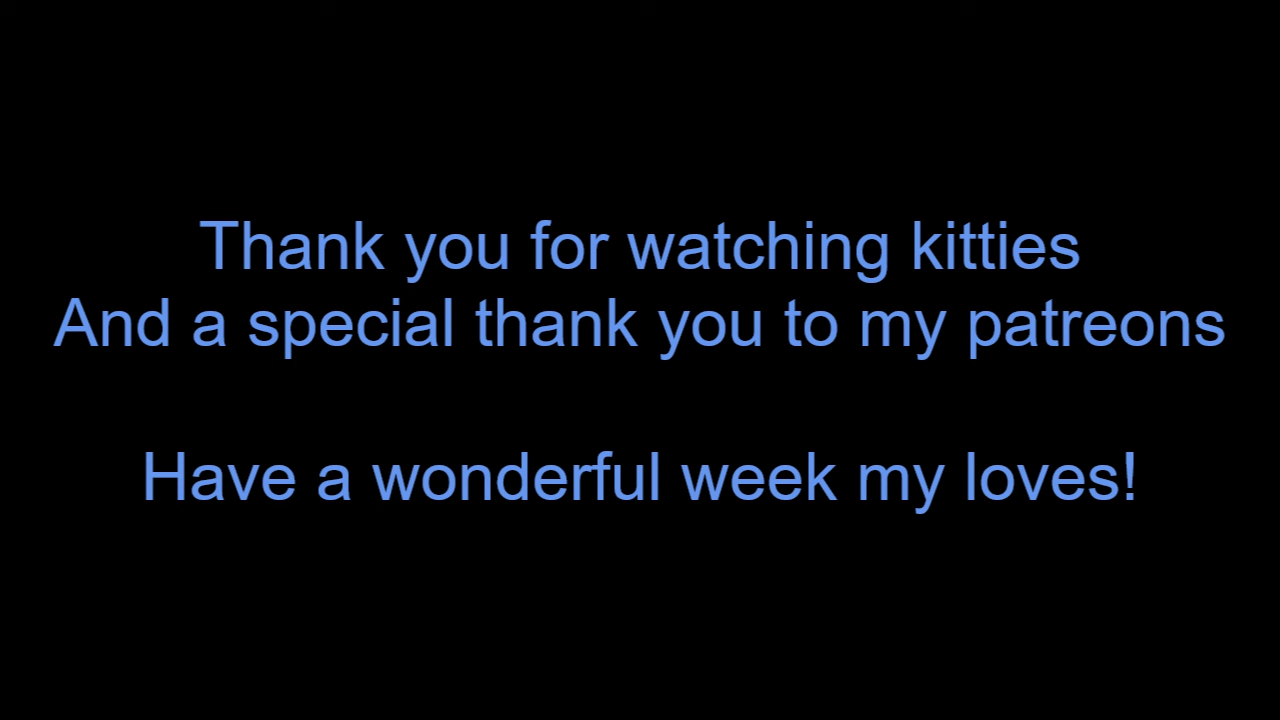 Thank you for watching kitties
And a special thank you to my patreons
Have a wonderful week my loves!